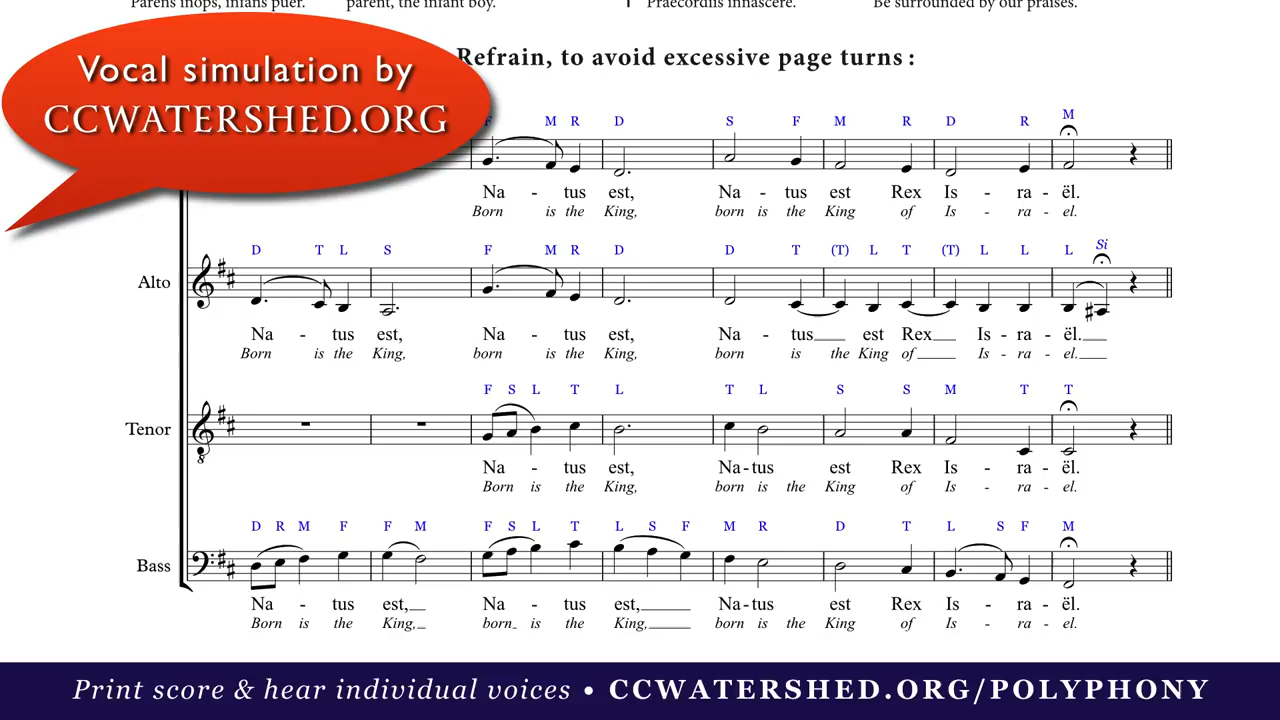 Parens inops, infans puer. parent, the infant boy. Praecordiis innascere. Be surrounded by our praises.
Vocal simulation by
CCWATERSHED.ORG
Refrain, to avoid excessive page turns :
F M R D S F M R D R M
Na - tus est, Na - tus est Rex Is - ra - ël.
Born is the King, born is the King of Is - ra - el.
D T L S F M R D D T (T) L T (T) L L L Si
Alto
Na - tus est, Na - tus est, Na - tus est Rex Is - ra - ël.
Born is the King, born is the King, born is the King of Is - ra - el.
F S L T L T L S S M T T
Tenor
8
Na - tus est, Na - tus est Rex Is - ra - ël.
Born is the King, born is the King of Is - ra - el.
D R M F F M F S L T L S F M R D T L S F M
Bass
Na - tus est, Na - tus est, Na - tus est Rex Is - ra - ël.
Born is the King, born is the King, born is the King of Is - ra - el.
Print score & hear individual voices • CCWATERSHED.ORG/POLYPHONY